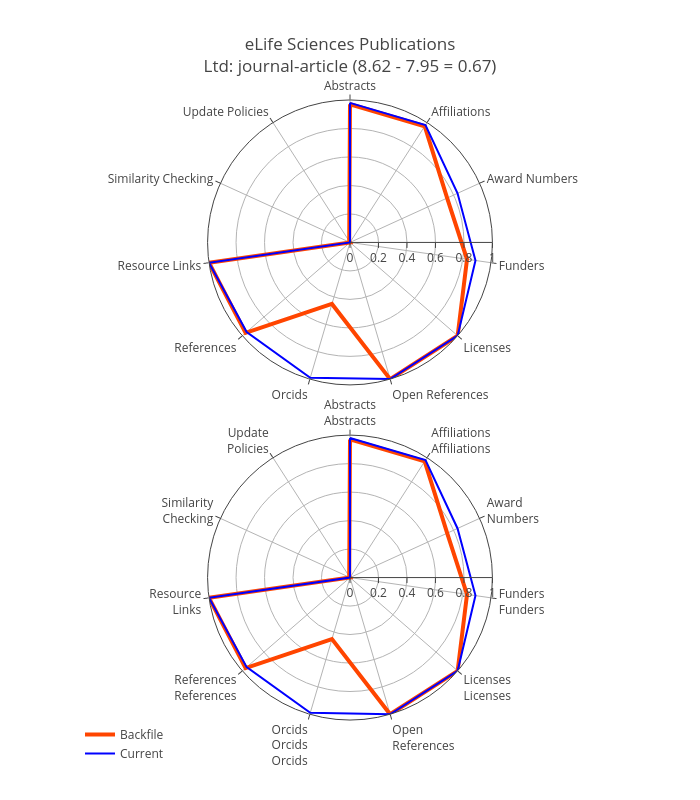 eLife Sciences Publications
Ltd: journal-article (8.62 - 7.95 = 0.67)
Abstracts
Update Policies
Affiliations
Similarity Checking
Award Numbers
0
0.2
0.4
0.6
0.8
1
Resource Links
Funders
References
Licenses
Orcids
Open References
Abstracts
Abstracts
Update
Policies
Affiliations
Affiliations
Similarity
Checking
Award
Numbers
0
0.2
0.4
0.6
0.8
1
Resource
Links
Funders
Funders
References
References
Licenses
Licenses
Orcids
Orcids
Orcids
Open
References
Backfile
Current